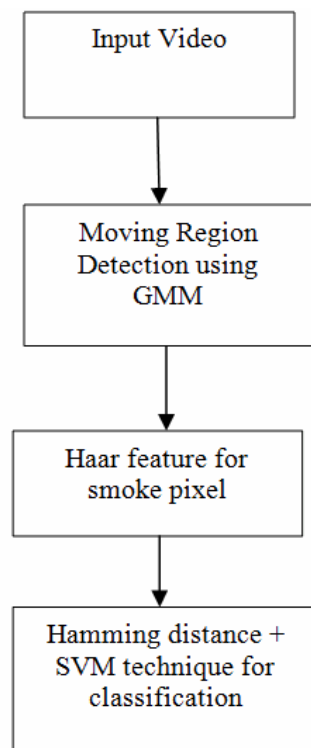 Input Video
Moving Region
Detection using
GMM
Haar feature for
smoke pixel
Hamming distance +
SVM technique for
classification